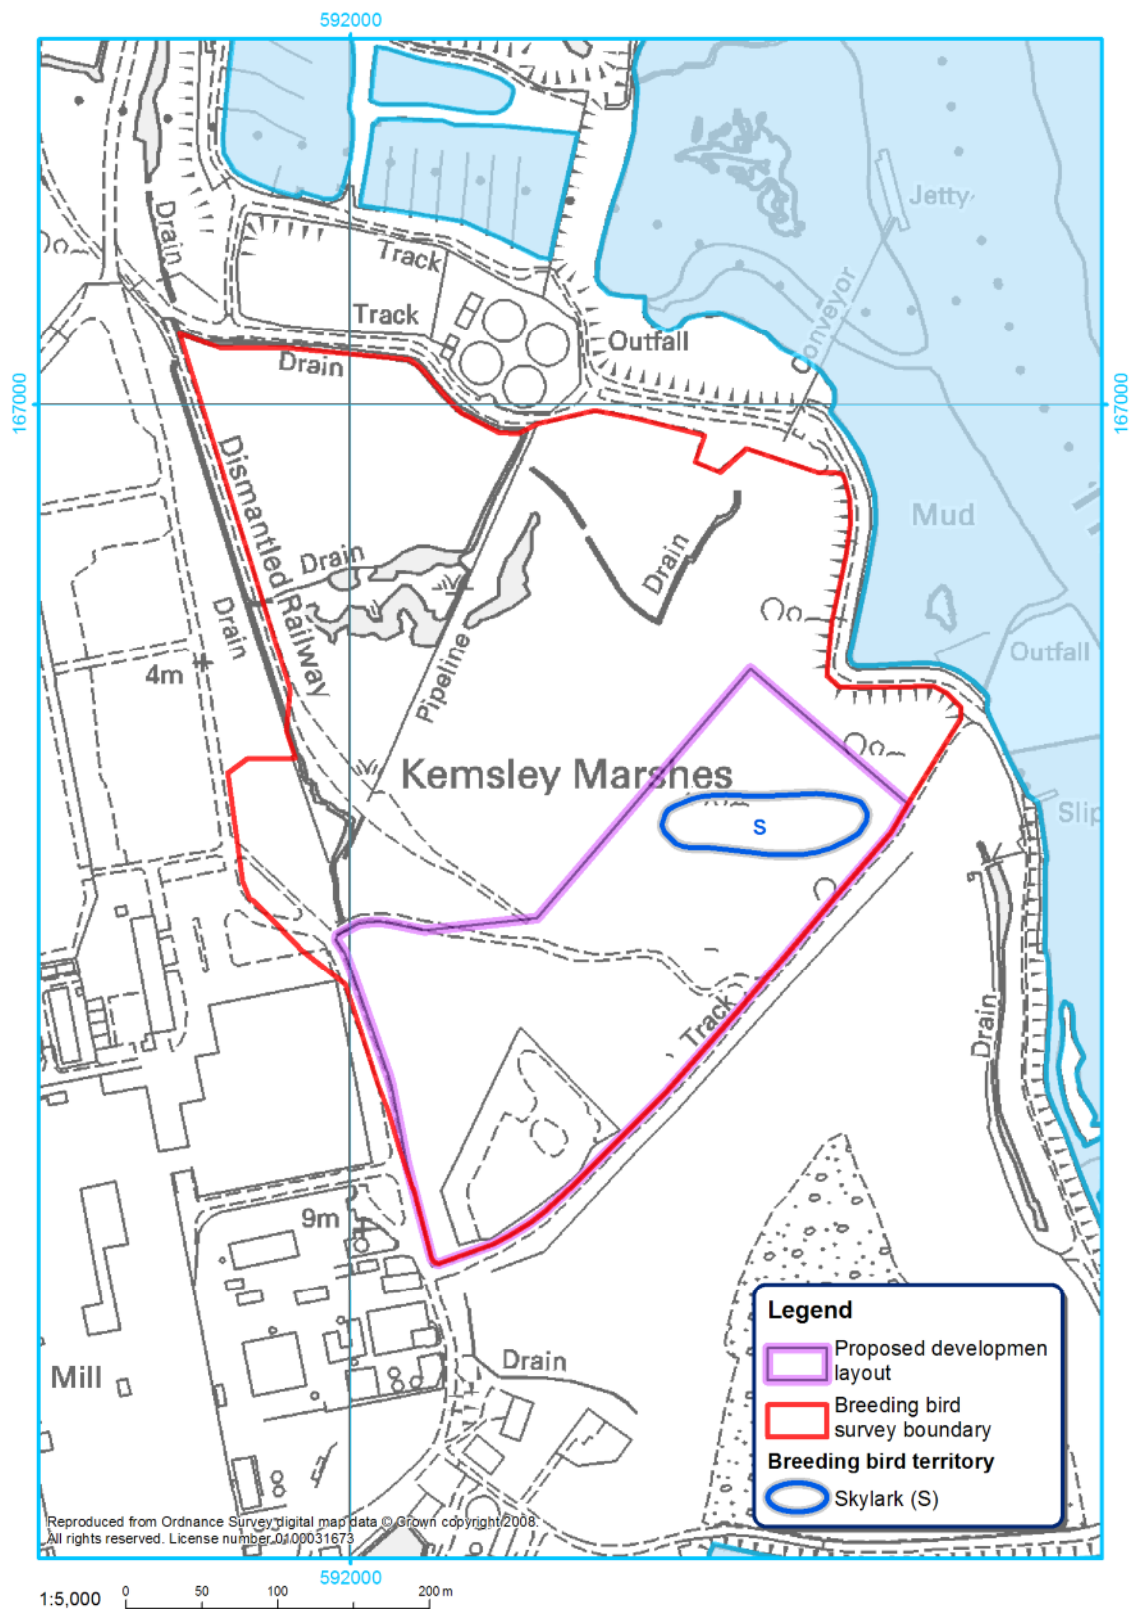 592000
Drain
Track
Jetty
Track
Conveyor
Outfall
Drain
167000
167000
Dismantled Railway
Mud
Drain
Drain
Drain
Outfall
4m
Pipeline
Kemsley Marshes
Slip
S
Track
Drain
9m
Drain
Mill
Legend
Proposed developmen
layout
Breeding bird
survey boundary
Breeding bird territory
Skylark (S)
Reproduced from Ordnance Survey digital map data © Crown copyright 2008.
All rights reserved. License number 0100031673
592000
1:5,000 0 50 100 200 m